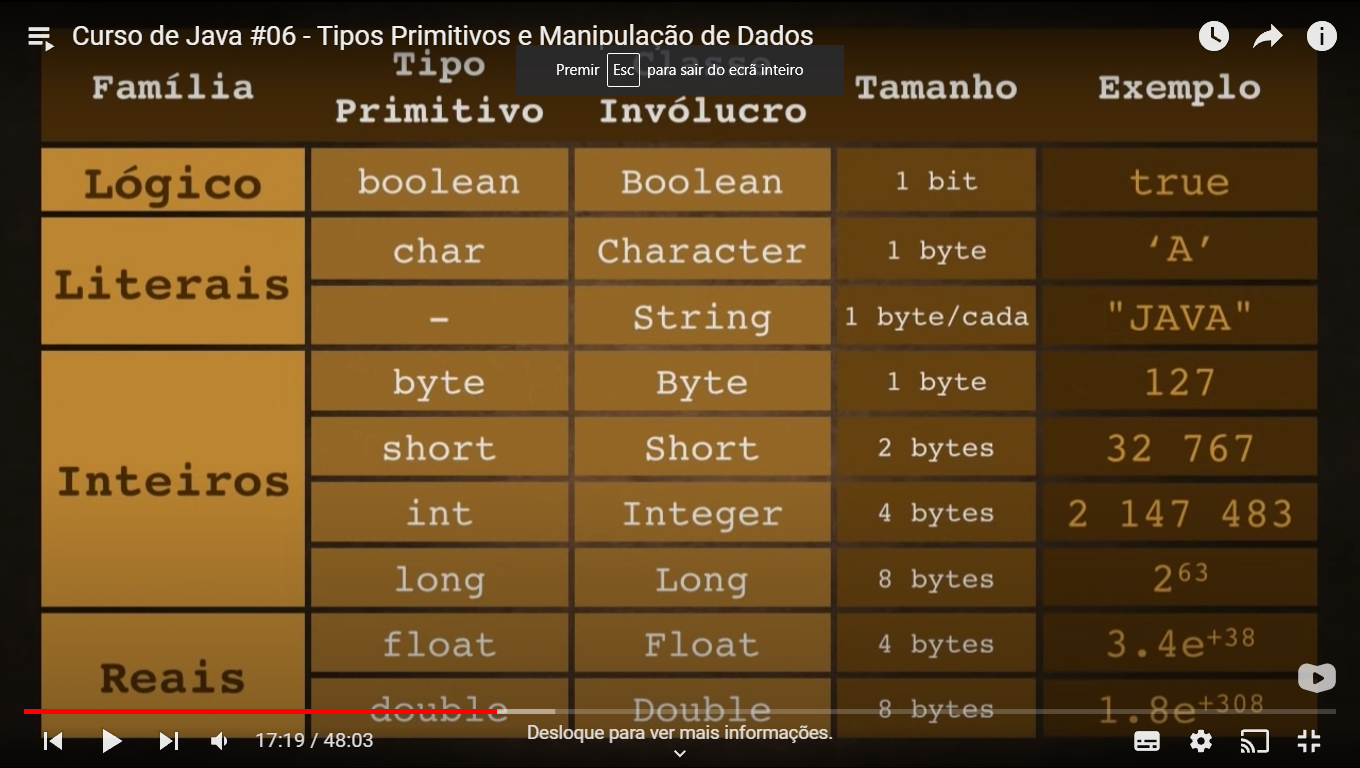 Curso de Java #06 - Tipos Primitivos e Manipulação de Dados
Premir Esc para sair do ecrã inteiro
Família
Tipo
Primitivo
Classe
Invólucro
Tamanho
Exemplo
Lógico
boolean
Boolean
1 bit
true
Literais
char
Character
1 byte
‘A’
–
String
1 byte/cada
"JAVA"
Inteiros
byte
Byte
1 byte
127
short
Short
2 bytes
32 767
int
Integer
4 bytes
2 147 483
long
Long
8 bytes
2⁶³
Reais
float
Float
4 bytes
3.4e⁺³⁸
double
Double
8 bytes
1.8e⁺³⁰⁸
17:19 / 48:03
Desloque para ver mais informações.